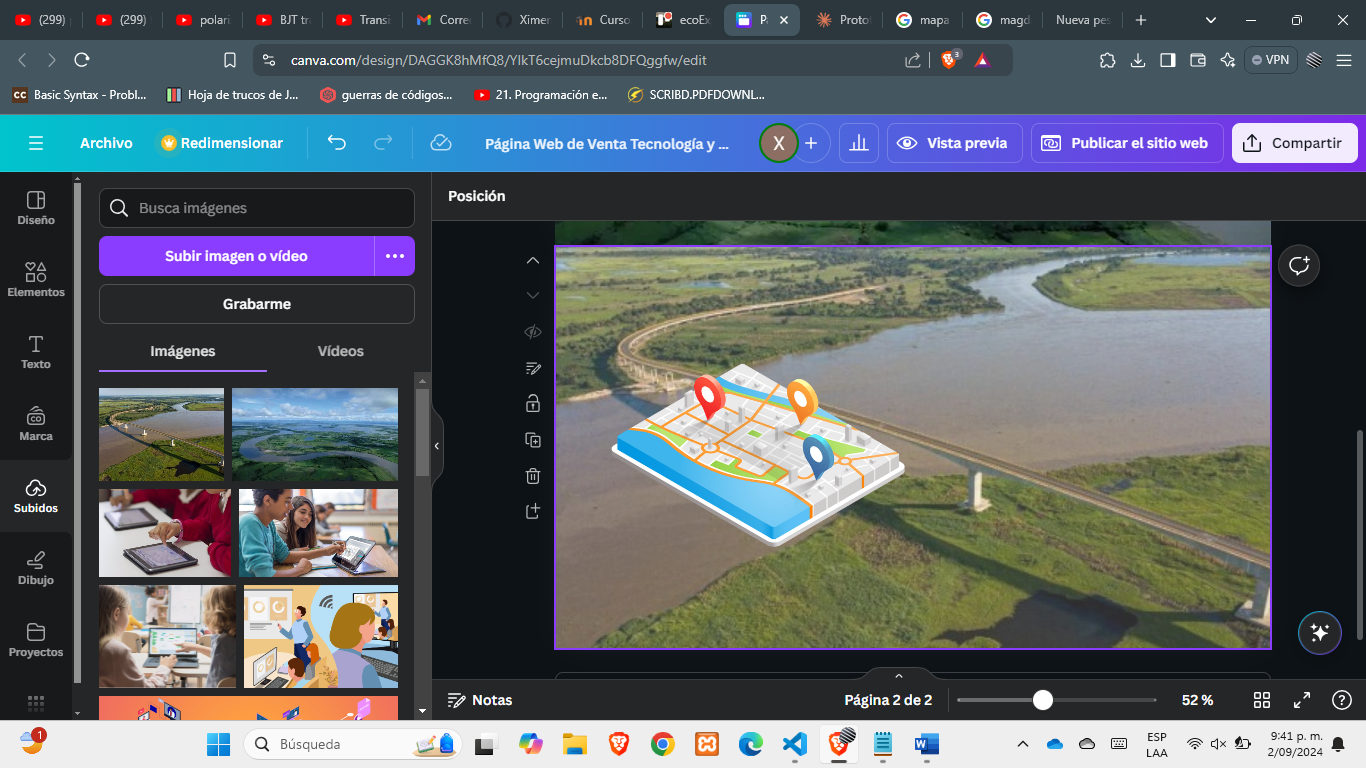 (299)
(299)
polari
BJT tra
Transi
Corre
Ximer
Curso
ecoEx
P
Proto
mapa
magd
Nueva pes
canva.com/design/DAGGK8hMfQ8/YIkT6cejmuDkcb8DFQggfw/edit
3
VPN
CC Basic Syntax - Probl...
Hoja de trucos de J...
guerras de códigos...
21. Programación e...
SCRIBD.PDFDOWNL...
Archivo
Redimensionar
Página Web de Venta Tecnología y ...
X
Vista previa
Publicar el sitio web
Compartir
Diseño
Elementos
Texto
Marca
Subidos
Dibujo
Proyectos
Busca imágenes
Subir imagen o vídeo
Grabarme
Imágenes
Vídeos
Posición
Notas
Página 2 de 2
52 %
1
Búsqueda
ESP
LAA
9:41 p. m.
2/09/2024